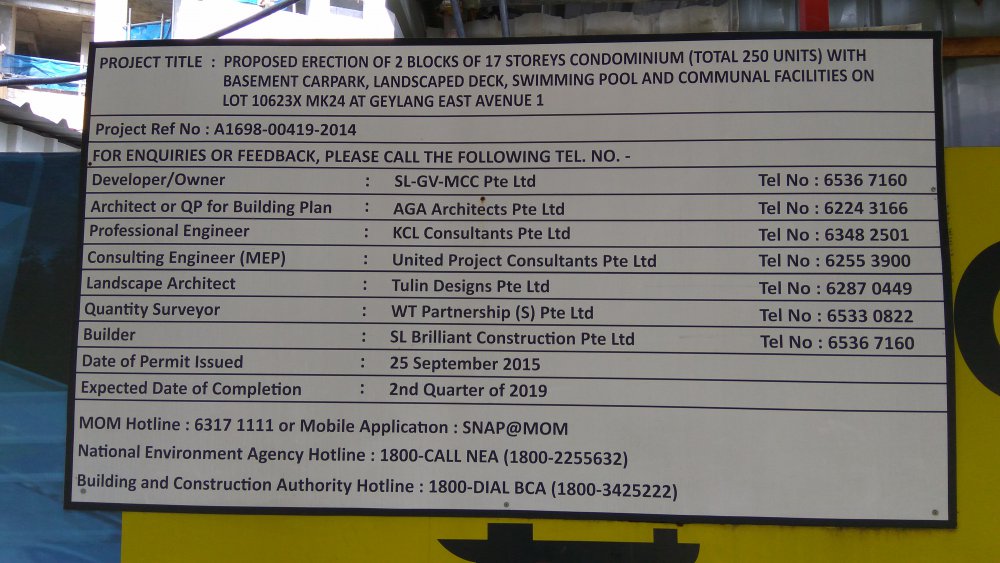 PROJECT TITLE : PROPOSED ERECTION OF 2 BLOCKS OF 17 STOREYS CONDOMINIUM (TOTAL 250 UNITS) WITH
BASEMENT CARPARK, LANDSCAPED DECK, SWIMMING POOL AND COMMUNAL FACILITIES ON
LOT 10623X MK24 AT GEYLANG EAST AVENUE 1
Project Ref No : A1698-00419-2014
FOR ENQUIRIES OR FEEDBACK, PLEASE CALL THE FOLLOWING TEL. NO. -
Developer/Owner : SL-GV-MCC Pte Ltd Tel No : 6536 7160
Architect or QP for Building Plan : AGA Architects Pte Ltd Tel No : 6224 3166
Professional Engineer : KCL Consultants Pte Ltd Tel No : 6348 2501
Consulting Engineer (MEP) : United Project Consultants Pte Ltd Tel No : 6255 3900
Landscape Architect : Tulin Designs Pte Ltd Tel No : 6287 0449
Quantity Surveyor : WT Partnership (S) Pte Ltd Tel No : 6533 0822
Builder : SL Brilliant Construction Pte Ltd Tel No : 6536 7160
Date of Permit Issued : 25 September 2015
Expected Date of Completion : 2nd Quarter of 2019
MOM Hotline : 6317 1111 or Mobile Application : SNAP@MOM
National Environment Agency Hotline : 1800-CALL NEA (1800-2255632)
Building and Construction Authority Hotline : 1800-DIAL BCA (1800-3425222)